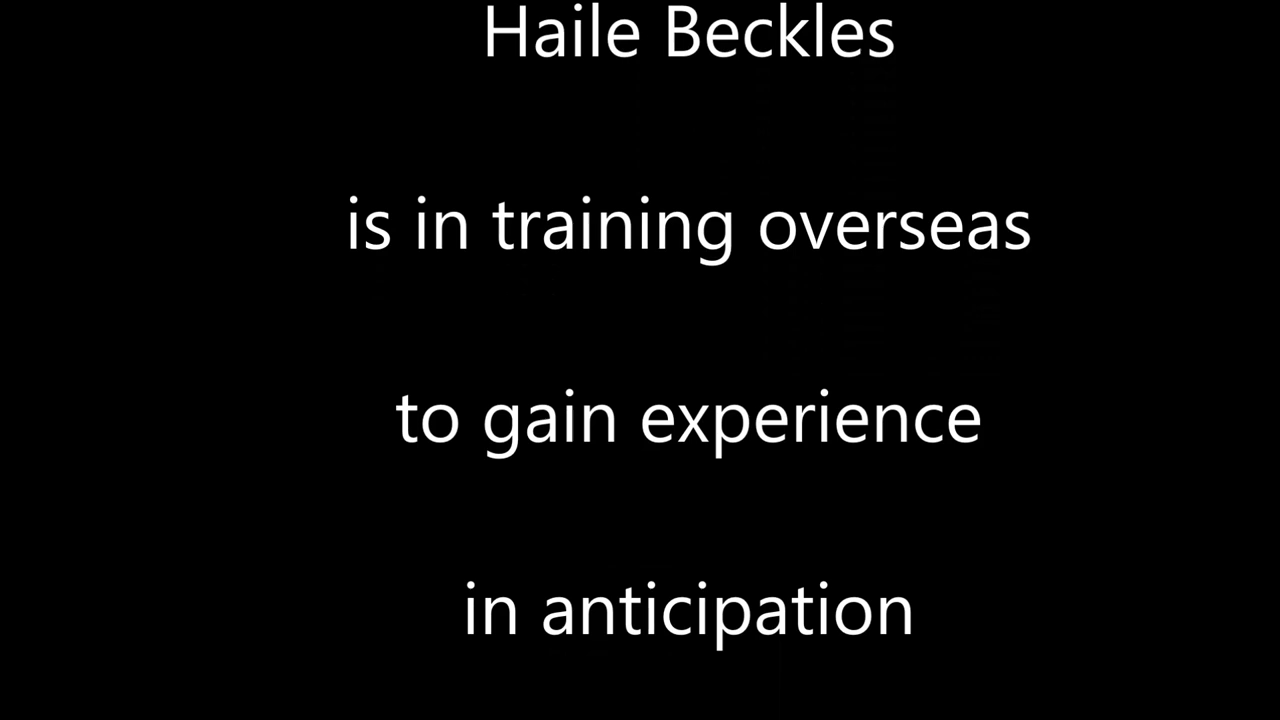 Haile Beckles
is in training overseas
to gain experience
in anticipation